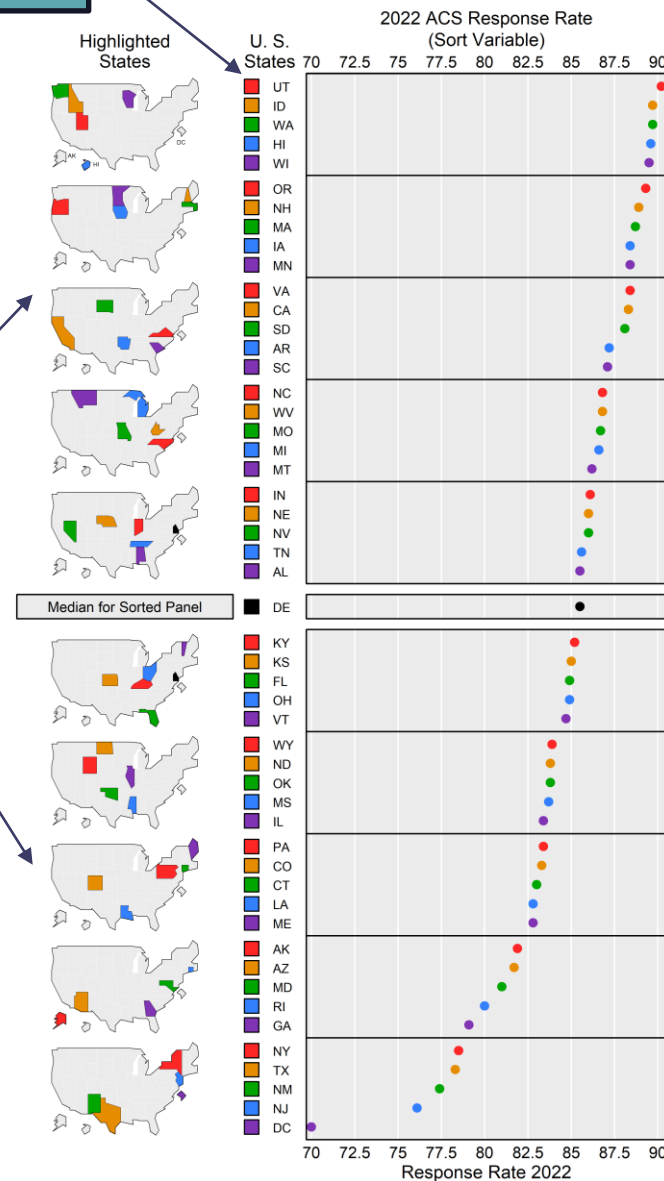 2022 ACS Response Rate
(Sort Variable)
Highlighted
States
U. S.
States
70 72.5 75 77.5 80 82.5 85 87.5 90
UT
ID
WA
HI
WI
DC
AK
HI
OR
NH
MA
IA
MN
VA
CA
SD
AR
SC
NC
WV
MO
MI
MT
IN
NE
NV
TN
AL
Median for Sorted Panel DE
KY
KS
FL
OH
VT
WY
ND
OK
MS
IL
PA
CO
CT
LA
ME
AK
AZ
MD
RI
GA
NY
TX
NM
NJ
DC
70 72.5 75 77.5 80 82.5 85 87.5 90
Response Rate 2022